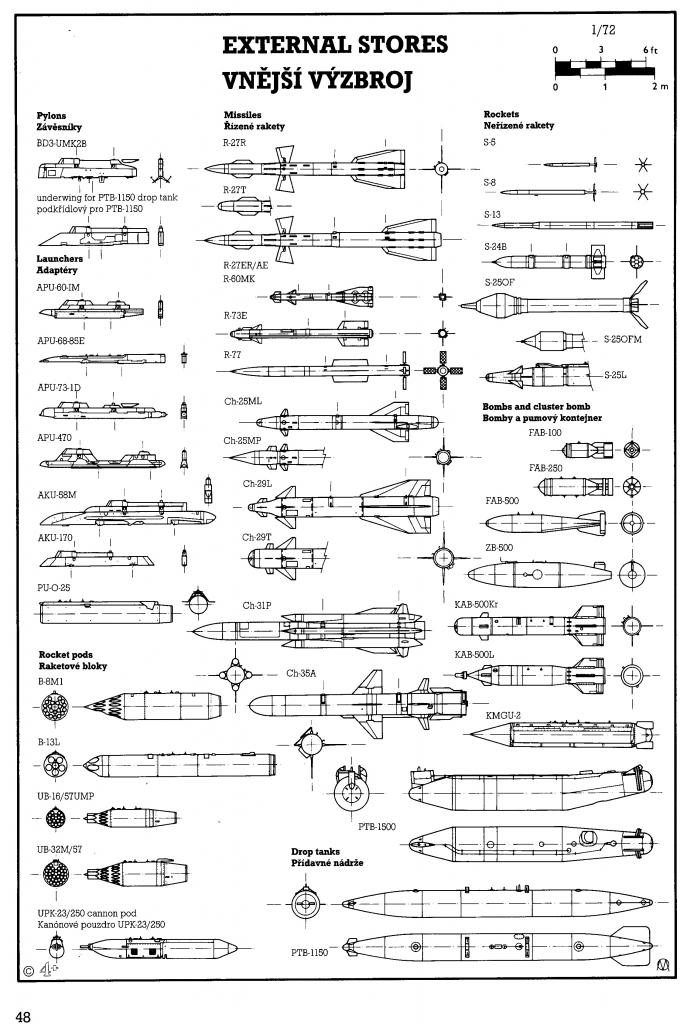 EXTERNAL STORES
VNĚJŠÍ VÝZBROJ
1/72
0 3 6 ft
0 1 2 m
Pylons
Závěsníky
BD3-UMK2B
underwing for PTB-1150 drop tank
podkřídlový pro PTB-1150
Launchers
Adaptéry
APU-60-IM
APU-68-85E
APU-73-1D
APU-470
AKU-58M
AKU-170
PU-O-25
Rocket pods
Raketové bloky
B-8M1
B-13L
UB-16/57UMP
UB-32M/57
UPK-23/250 cannon pod
Kanónové pouzdro UPK-23/250
Missiles
Řízené rakety
R-27R
R-27T
R-27ER/AE
R-60MK
R-73E
R-77
Ch-25ML
Ch-25MP
Ch-29L
Ch-29T
Ch-31P
Ch-35A
Rockets
Neřízené rakety
S-5
S-8
S-13
S-24B
S-25OF
S-25OFM
S-25L
Bombs and cluster bomb
Bomby a pumový kontejner
FAB-100
FAB-250
FAB-500
ZB-500
KAB-500Kr
KAB-500L
KMGU-2
PTB-1500
Drop tanks
Přídavné nádrže
PTB-1150
© 4+
48